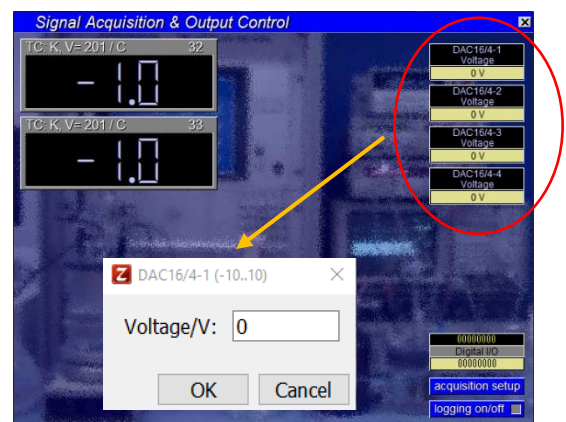 Signal Acquisition & Output Control
TC: K, V= 201 / C 32
-1.0
TC: K, V= 201 / C 33
-1.0
DAC16/4-1
Voltage
0 V
DAC16/4-2
Voltage
0 V
DAC16/4-3
Voltage
0 V
DAC16/4-4
Voltage
0 V
Z DAC16/4-1 (-10..10)
Voltage/V: 0
OK Cancel
00000000
Digital I/O
00000000
acquisition setup
logging on/off